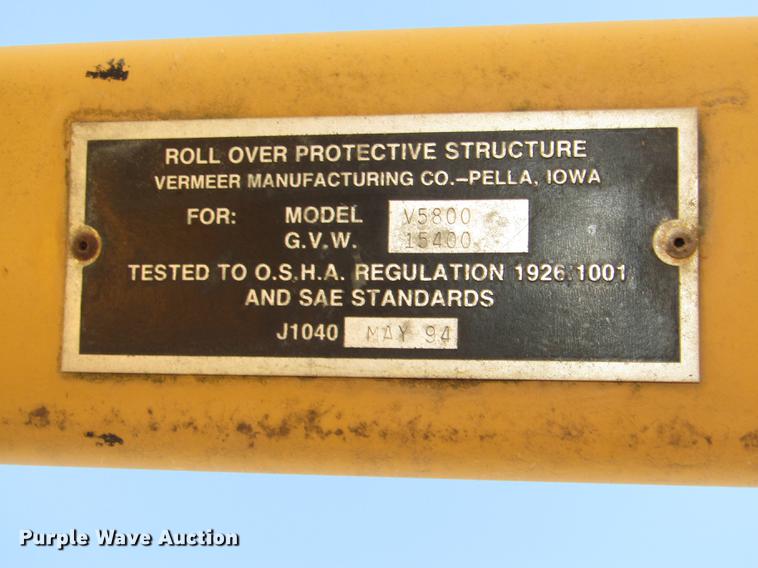 ROLL OVER PROTECTIVE STRUCTURE
VERMEER MANUFACTURING CO.-PELLA, IOWA
FOR: MODEL V5800
G.V.W. 15400
TESTED TO O.S.H.A. REGULATION 1926.1001
AND SAE STANDARDS
J1040 MAY 94
Purple Wave Auction